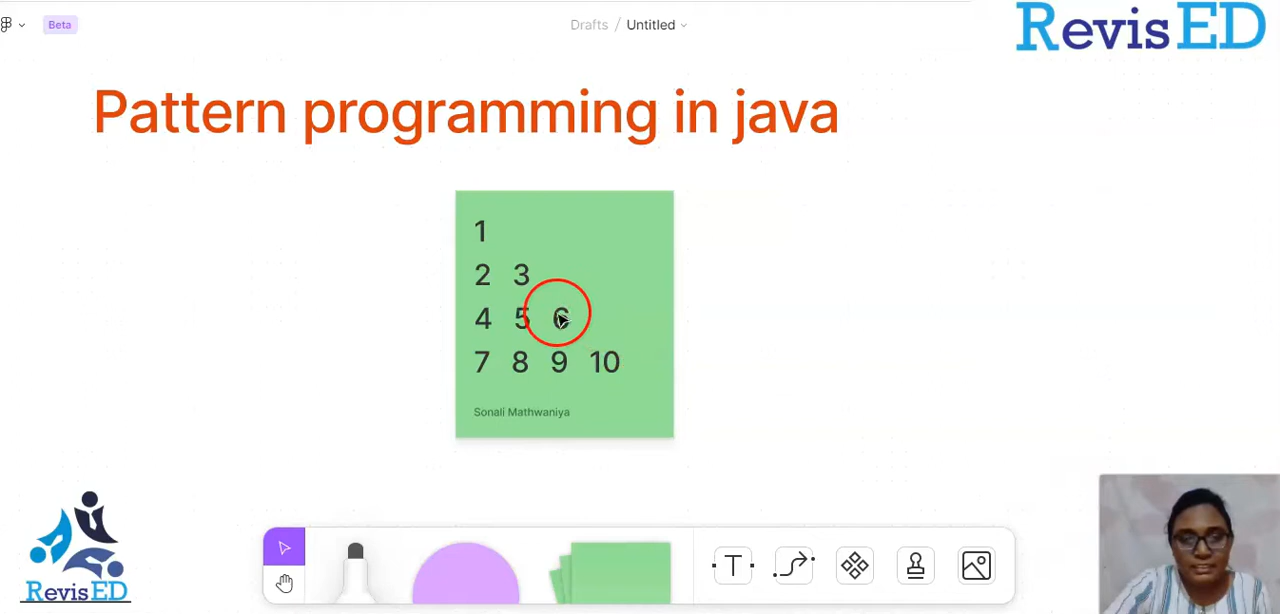 Beta
Drafts / Untitled
RevisED
Pattern programming in java
1
2 3
4 5 6
7 8 9 10
Sonali Mathwaniya
T
RevisED